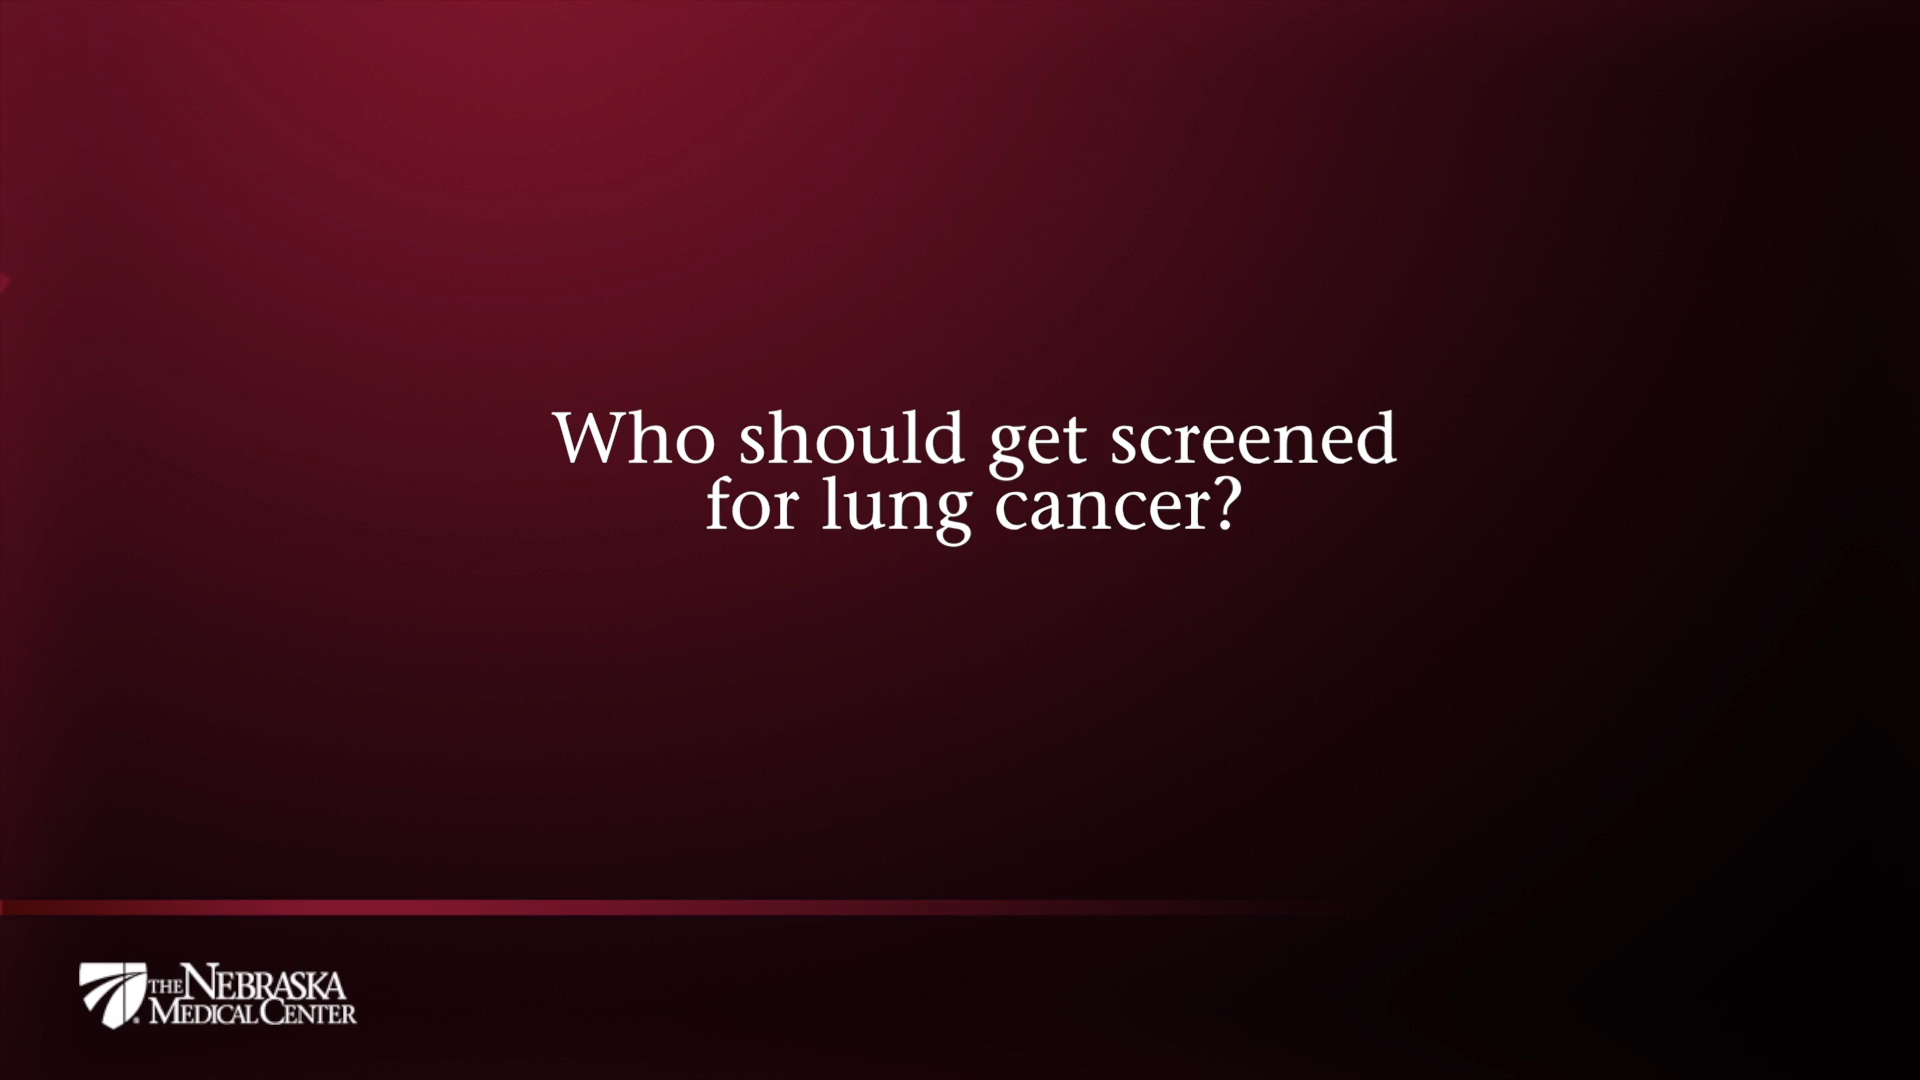 Who should get screened
for lung cancer?
THE NEBRASKA
MEDICAL CENTER